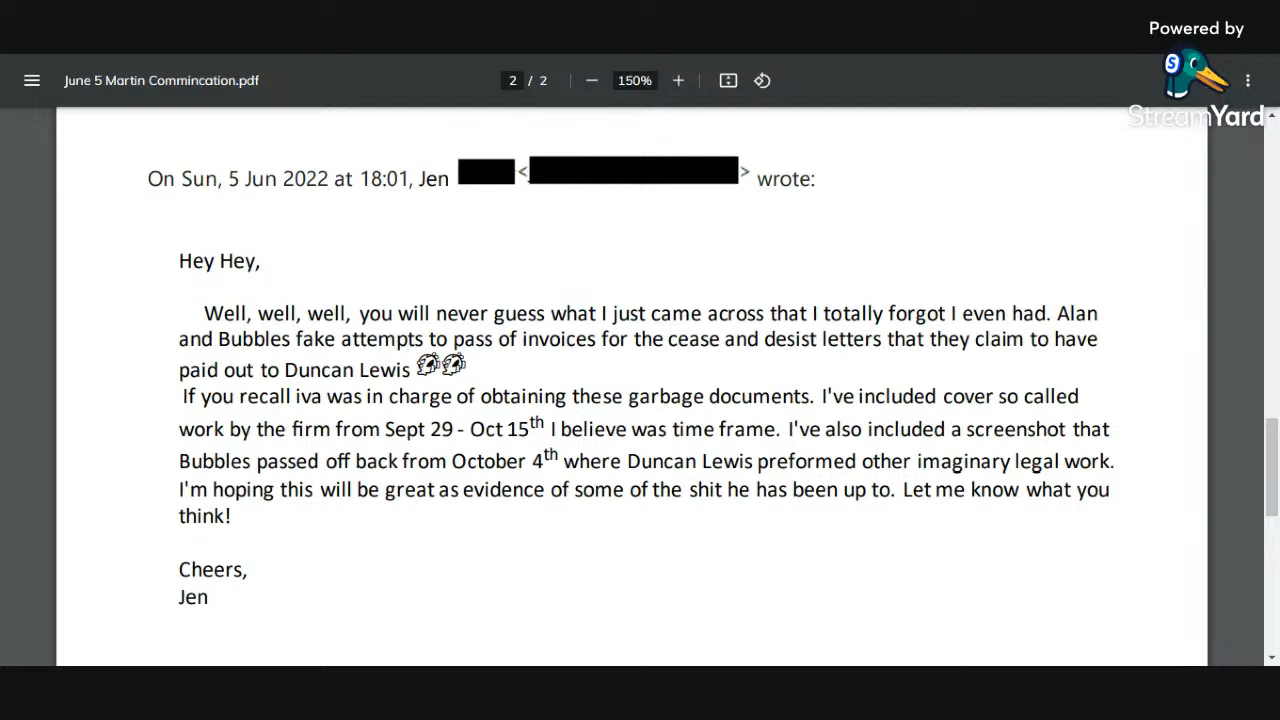 Powered by
StreamYard
June 5 Martin Commincation.pdf
2 / 2
150%
On Sun, 5 Jun 2022 at 18:01, Jen < > wrote:
Hey Hey,
Well, well, well, you will never guess what I just came across that I totally forgot I even had. Alan
and Bubbles fake attempts to pass of invoices for the cease and desist letters that they claim to have
paid out to Duncan Lewis
If you recall iva was in charge of obtaining these garbage documents. I've included cover so called
work by the firm from Sept 29 - Oct 15th I believe was time frame. I've also included a screenshot that
Bubbles passed off back from October 4th where Duncan Lewis preformed other imaginary legal work.
I'm hoping this will be great as evidence of some of the shit he has been up to. Let me know what you
think!
Cheers,
Jen